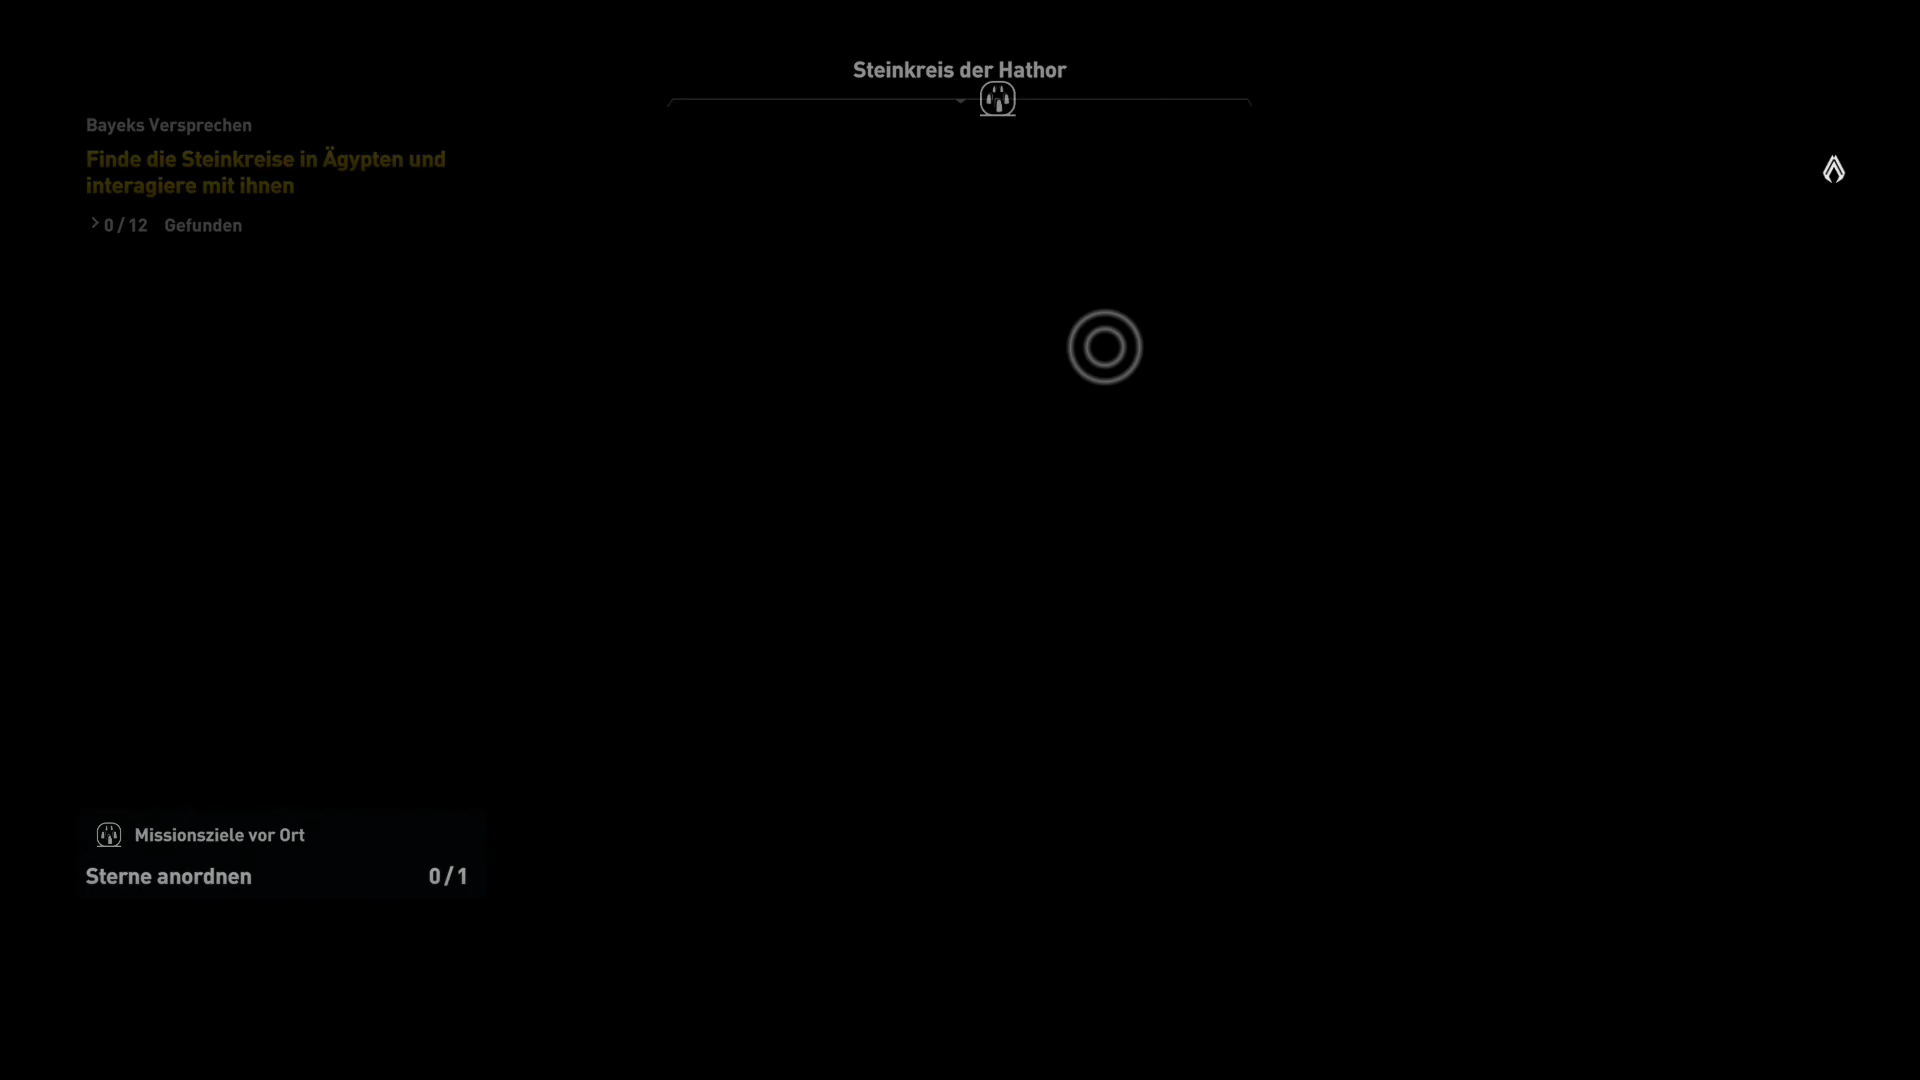 Steinkreis der Hathor
Bayeks Versprechen
Finde die Steinkreise in Ägypten und
interagiere mit ihnen
0 / 12 Gefunden
Missionsziele vor Ort
Sterne anordnen 0 / 1